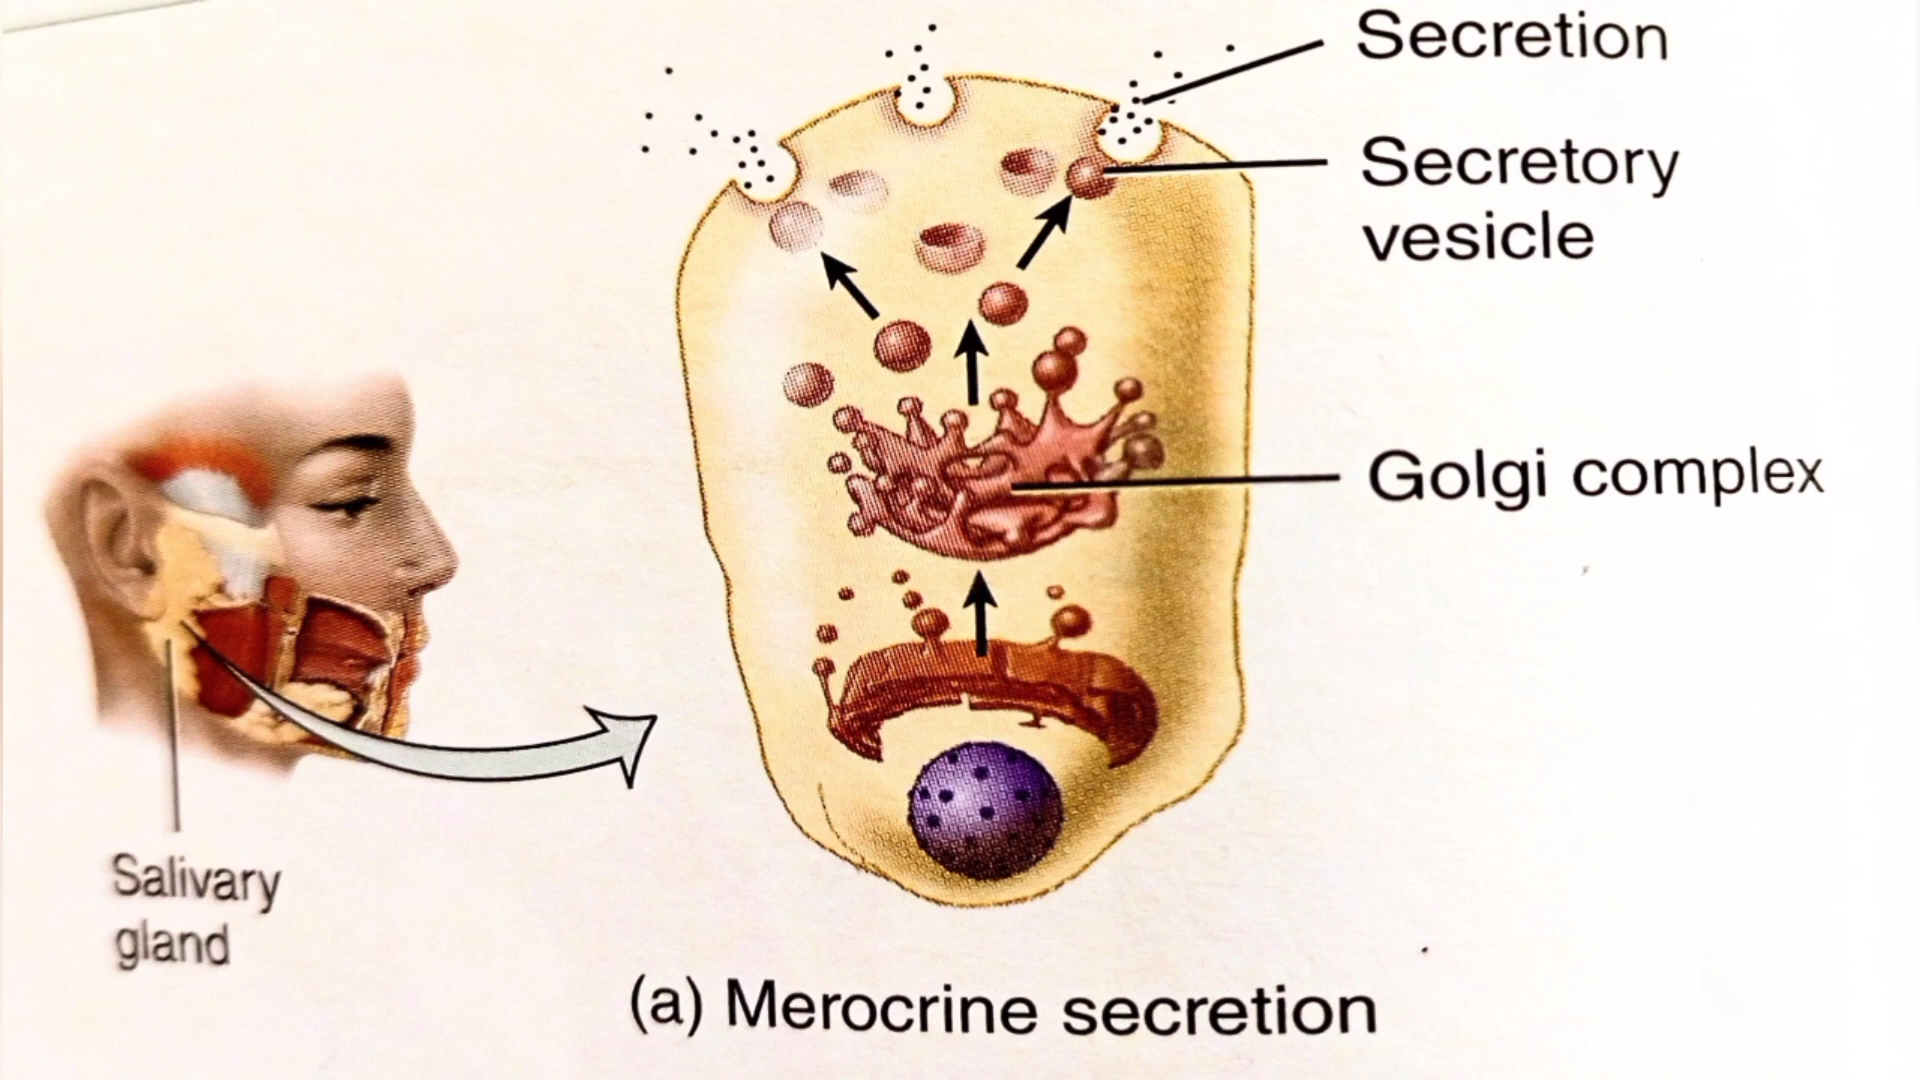 Secretion
Secretory
vesicle
Golgi complex
Salivary
gland
(a) Merocrine secretion